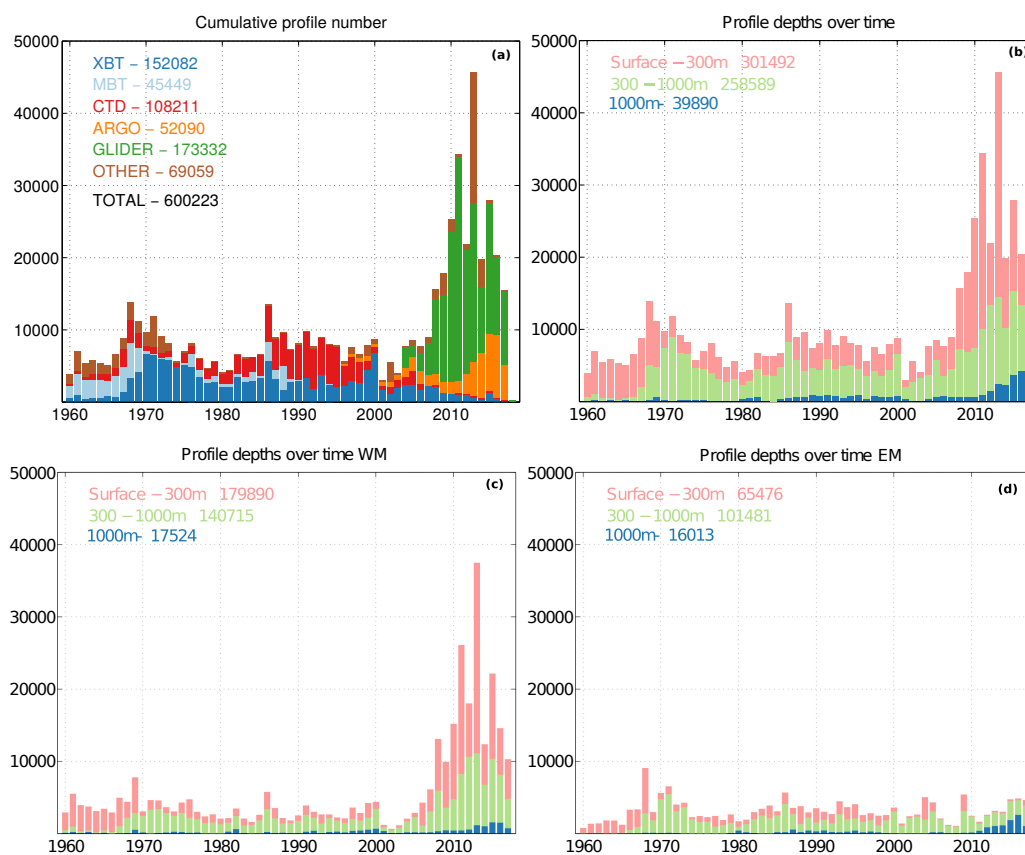 Cumulative profile number
(a)
XBT − 152082
MBT − 45449
CTD − 108211
ARGO − 52090
GLIDER − 173332
OTHER − 69059
TOTAL − 600223
50000
40000
30000
20000
10000
1960 1970 1980 1990 2000 2010
Profile depths over time
(b)
Surface −300m 301492
300 −1000m 258589
1000m- 39890
50000
40000
30000
20000
10000
1960 1970 1980 1990 2000 2010
Profile depths over time WM
(c)
Surface −300m 179890
300 −1000m 140715
1000m- 17524
50000
40000
30000
20000
10000
1960 1970 1980 1990 2000 2010
Profile depths over time EM
(d)
Surface −300m 65476
300 −1000m 101481
1000m- 16013
50000
40000
30000
20000
10000
1960 1970 1980 1990 2000 2010